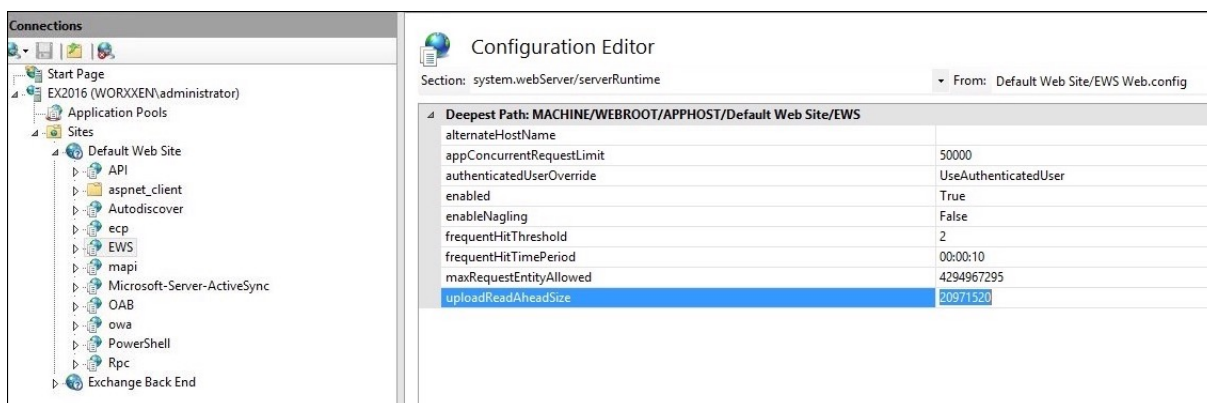 Connections
Start Page
EX2016 (WORXXEN\administrator)
Application Pools
Sites
Default Web Site
API
aspnet_client
Autodiscover
ecp
EWS
mapi
Microsoft-Server-ActiveSync
OAB
owa
PowerShell
Rpc
Exchange Back End
Configuration Editor
Section: system.webServer/serverRuntime From: Default Web Site/EWS Web.config
Deepest Path: MACHINE/WEBROOT/APPHOST/Default Web Site/EWS
alternateHostName
appConcurrentRequestLimit 50000
authenticatedUserOverride UseAuthenticatedUser
enabled True
enableNagling False
frequentHitThreshold 2
frequentHitTimePeriod 00:00:10
maxRequestEntityAllowed 4294967295
uploadReadAheadSize 20971520